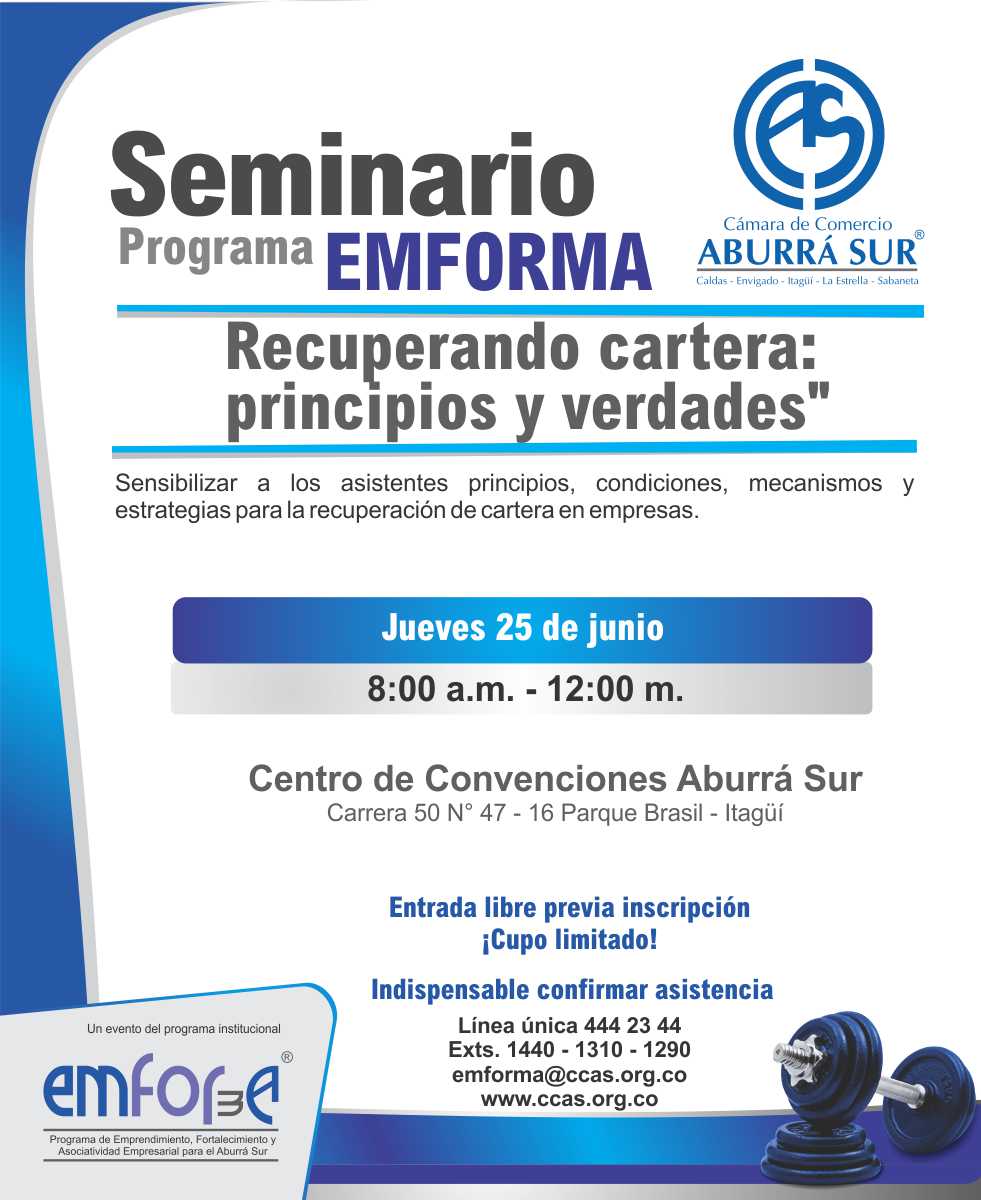 Seminario
Programa EMFORMA
AS
Cámara de Comercio
ABURRÁ SUR®
Caldas - Envigado - Itagüí - La Estrella - Sabaneta
Recuperando cartera:
principios y verdades"
Sensibilizar a los asistentes principios, condiciones, mecanismos y
estrategias para la recuperación de cartera en empresas.
Jueves 25 de junio
8:00 a.m. - 12:00 m.
Centro de Convenciones Aburrá Sur
Carrera 50 N° 47 - 16 Parque Brasil - Itagüí
Entrada libre previa inscripción
¡Cupo limitado!
Indispensable confirmar asistencia
Línea única 444 23 44
Exts. 1440 - 1310 - 1290
emforma@ccas.org.co
www.ccas.org.co
Un evento del programa institucional
emforma®
Programa de Emprendimiento, Fortalecimiento y
Asociatividad Empresarial para el Aburrá Sur